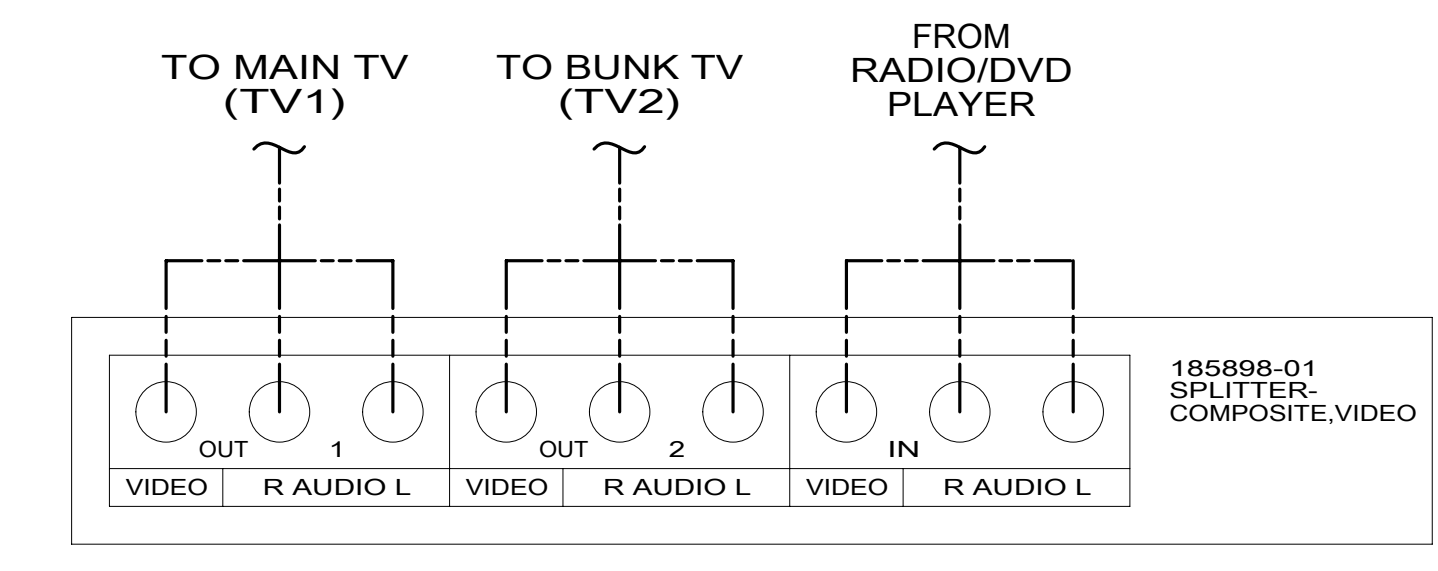 TO MAIN TV
(TV1)
TO BUNK TV
(TV2)
FROM
RADIO/DVD
PLAYER
185898-01
SPLITTER-
COMPOSITE,VIDEO
OUT 1
OUT 2
IN
VIDEO
R AUDIO L
VIDEO
R AUDIO L
VIDEO
R AUDIO L